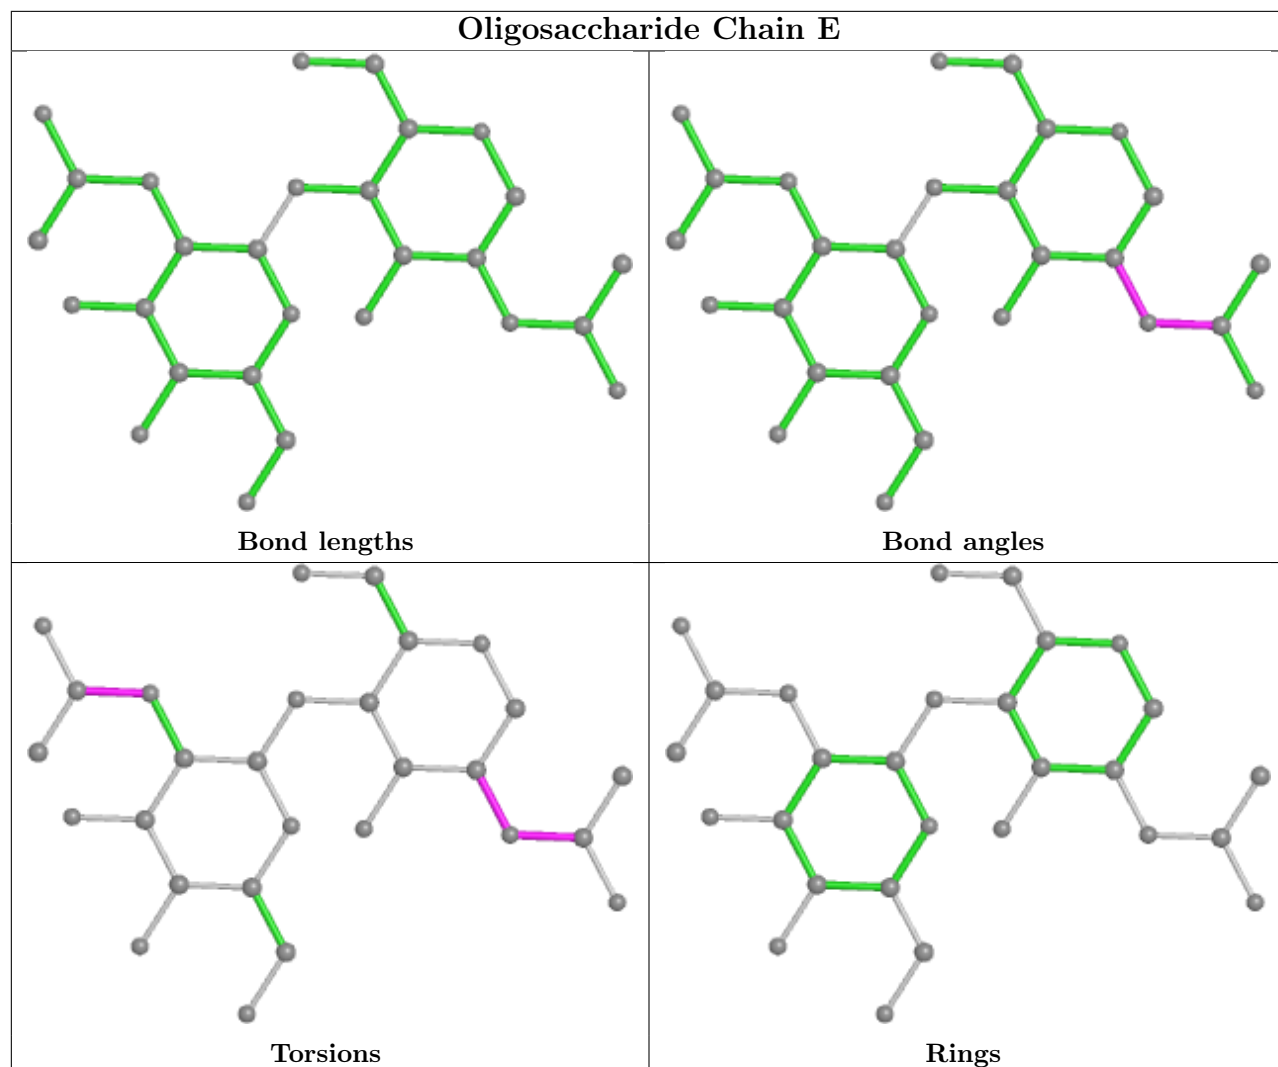 Oligosaccharide Chain E
Bond lengths
Bond angles
Torsions
Rings